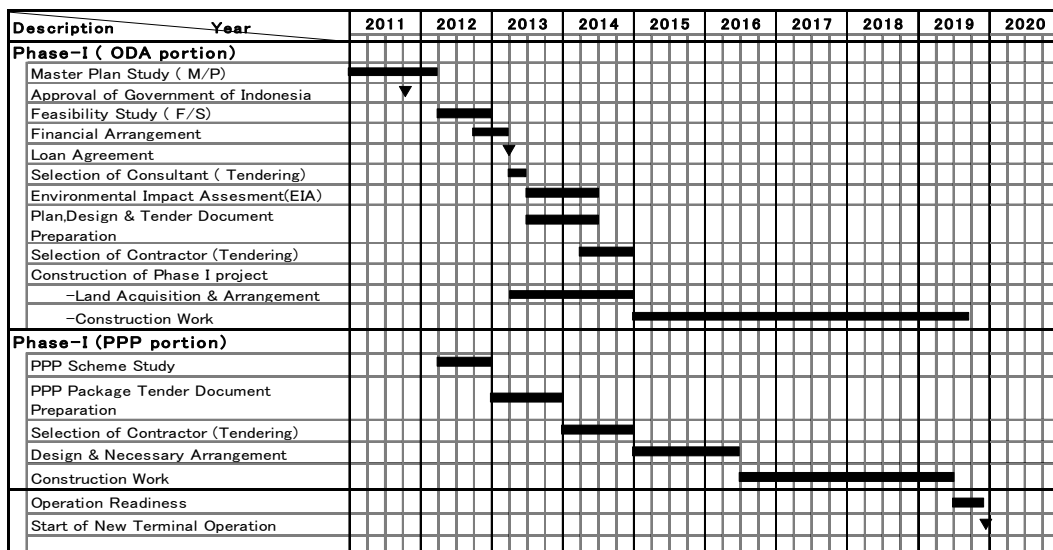 Description Year 2011 2012 2013 2014 2015 2016 2017 2018 2019 2020
Phase-I ( ODA portion)
Master Plan Study ( M/P)
Approval of Government of Indonesia
Feasibility Study ( F/S)
Financial Arrangement
Loan Agreement
Selection of Consultant ( Tendering)
Environmental Impact Assesment(EIA)
Plan,Design & Tender Document
Preparation
Selection of Contractor (Tendering)
Construction of Phase I project
-Land Acquisition & Arrangement
-Construction Work
Phase-I (PPP portion)
PPP Scheme Study
PPP Package Tender Document
Preparation
Selection of Contractor (Tendering)
Design & Necessary Arrangement
Construction Work
Operation Readiness
Start of New Terminal Operation